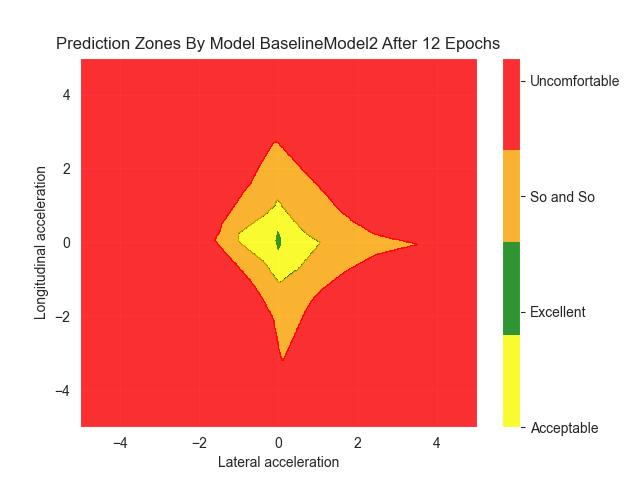 Prediction Zones By Model BaselineModel2 After 12 Epochs
4
2
0
−2
−4
Longitudinal acceleration
−4
−2
0
2
4
Lateral acceleration
Uncomfortable
So and So
Excellent
Acceptable